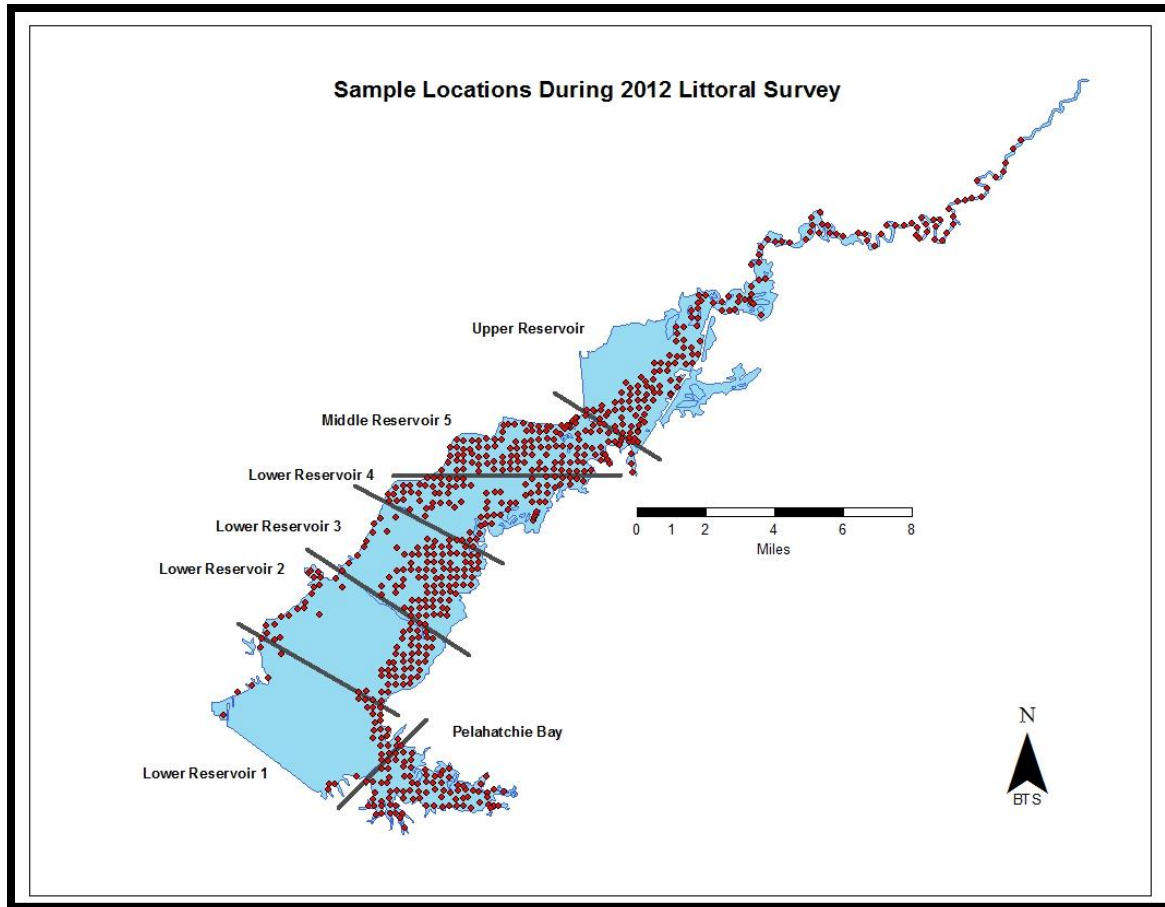 Sample Locations During 2012 Littoral Survey
Upper Reservoir
Middle Reservoir 5
Lower Reservoir 4
Lower Reservoir 3
Lower Reservoir 2
0 1 2 4 6 8
Miles
N
BTS
Pelahatchie Bay
Lower Reservoir 1